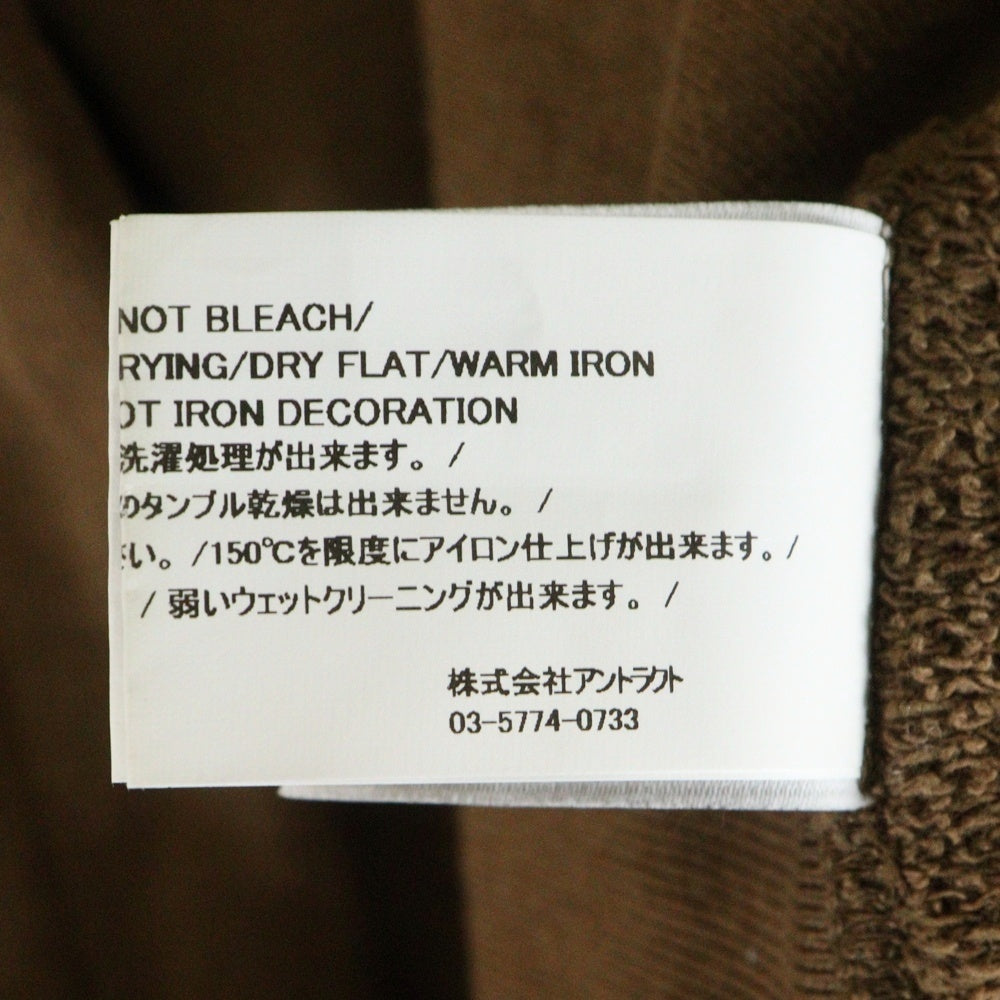 NOT BLEACH/
RYING/DRY FLAT/WARM IRON
OT IRON DECORATION
洗濯処理が出来ます。 /
のタンブル乾燥は出来ません。 /
い。 /150℃を限度にアイロン仕上げが出来ます。/
/ 弱いウェットクリーニングが出来ます。 /
株式会社アントラクト
03-5774-0733